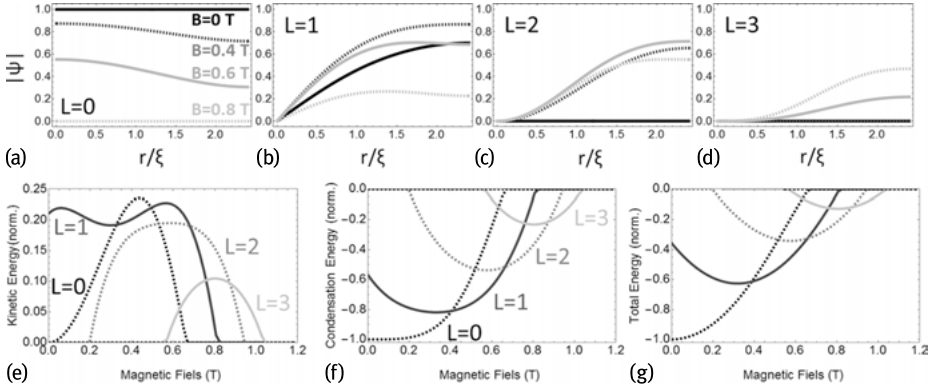 1.0
0.8
0.6
0.4
0.2
0.0
|ψ|
B=0 T
B=0.4 T
B=0.6 T
B=0.8 T
L=0
0.0 0.5 1.0 1.5 2.0
r/ξ
(a)
1.0
0.8
0.6
0.4
0.2
0.0
L=1
0.0 0.5 1.0 1.5 2.0
r/ξ
(b)
1.0
0.8
0.6
0.4
0.2
0.0
L=2
0.0 0.5 1.0 1.5 2.0
r/ξ
(c)
1.0
0.8
0.6
0.4
0.2
0.0
L=3
0.0 0.5 1.0 1.5 2.0
r/ξ
(d)
0.25
0.20
0.15
0.10
0.05
0.00
Kinetic Energy(norm.)
L=1
L=0
L=2
L=3
0.0 0.2 0.4 0.6 0.8 1.0 1.2
Magnetic Fiels (T)
(e)
0.0
-0.2
-0.4
-0.6
-0.8
-1.0
Condensation Energy (norm.)
L=3
L=2
L=1
L=0
0.0 0.2 0.4 0.6 0.8 1.0 1.2
Magnetic Fiels (T)
(f)
0.0
-0.2
-0.4
-0.6
-0.8
-1.0
Total Energy (norm.)
0.0 0.2 0.4 0.6 0.8 1.0 1.2
Magnetic Fiels (T)
(g)